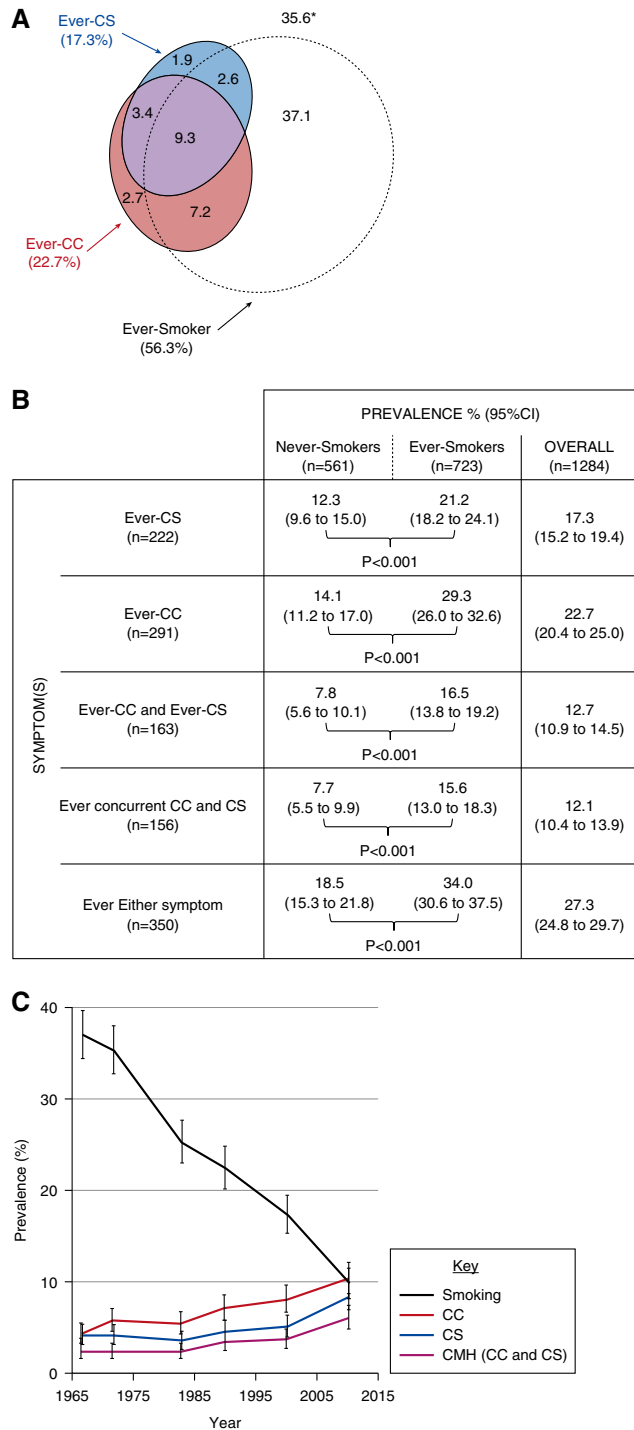 A
Ever-CS
(17.3%)
35.6*
1.9
2.6
3.4
37.1
9.3
2.7
7.2
Ever-CC
(22.7%)
Ever-Smoker
(56.3%)
B
PREVALENCE % (95%CI)
Never-Smokers
(n=561)
Ever-Smokers
(n=723)
OVERALL
(n=1284)
SYMPTOM(S)
Ever-CS
(n=222)
12.3
(9.6 to 15.0)
21.2
(18.2 to 24.1)
P<0.001
17.3
(15.2 to 19.4)
Ever-CC
(n=291)
14.1
(11.2 to 17.0)
29.3
(26.0 to 32.6)
P<0.001
22.7
(20.4 to 25.0)
Ever-CC and Ever-CS
(n=163)
7.8
(5.6 to 10.1)
16.5
(13.8 to 19.2)
P<0.001
12.7
(10.9 to 14.5)
Ever concurrent CC and CS
(n=156)
7.7
(5.5 to 9.9)
15.6
(13.0 to 18.3)
P<0.001
12.1
(10.4 to 13.9)
Ever Either symptom
(n=350)
18.5
(15.3 to 21.8)
34.0
(30.6 to 37.5)
P<0.001
27.3
(24.8 to 29.7)
C
Prevalence (%)
40
30
20
10
0
1965
1975
1985
1995
2005
2015
Year
Key
Smoking
CC
CS
CMH (CC and CS)